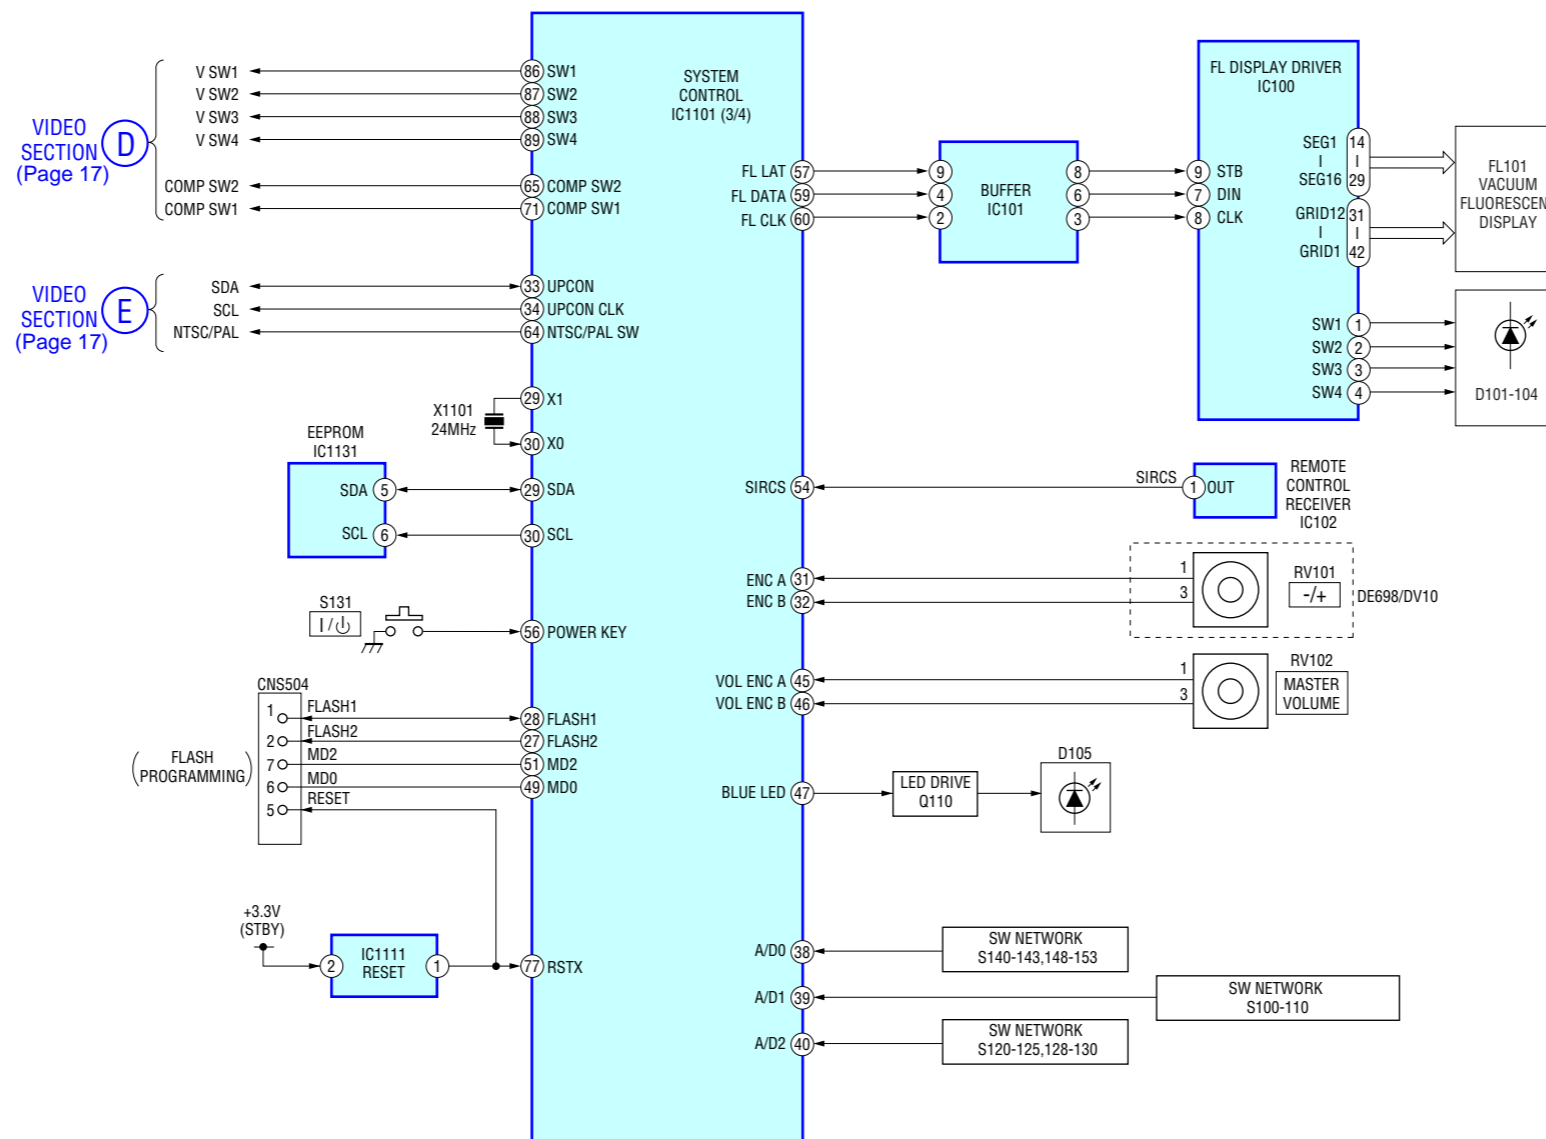 VIDEO
SECTION
(Page 17)
D
V SW1
V SW2
V SW3
V SW4
COMP SW2
COMP SW1
86 SW1
87 SW2
88 SW3
89 SW4
65 COMP SW2
71 COMP SW1
VIDEO
SECTION
(Page 17)
E
SDA
SCL
NTSC/PAL
33 UPCON
34 UPCON CLK
64 NTSC/PAL SW
X1101
24MHz
29 X1
30 X0
EEPROM
IC1131
SDA 5
SCL 6
29 SDA
30 SCL
S131
I/⏻
56 POWER KEY
CNS504
(FLASH
PROGRAMMING)
1 FLASH1
2 FLASH2
7 MD2
6 MD0
5 RESET
28 FLASH1
27 FLASH2
51 MD2
49 MD0
+3.3V
(STBY)
2
IC1111
RESET
1
77 RSTX
SYSTEM
CONTROL
IC1101 (3/4)
FL LAT 57
FL DATA 59
FL CLK 60
9
4
2
BUFFER
IC101
8
6
3
FL DISPLAY DRIVER
IC100
9 STB
7 DIN
8 CLK
SEG1 14
SEG16 29
GRID12 31
GRID1 42
SW1 1
SW2 2
SW3 3
SW4 4
FL101
VACUUM
FLUORESCEN
DISPLAY
D101-104
SIRCS 54
SIRCS
1 OUT
REMOTE
CONTROL
RECEIVER
IC102
ENC A 31
ENC B 32
1
3
RV101
-/+
DE698/DV10
VOL ENC A 45
VOL ENC B 46
1
3
RV102
MASTER
VOLUME
BLUE LED 47
LED DRIVE
Q110
D105
A/D0 38
SW NETWORK
S140-143,148-153
A/D1 39
SW NETWORK
S100-110
A/D2 40
SW NETWORK
S120-125,128-130